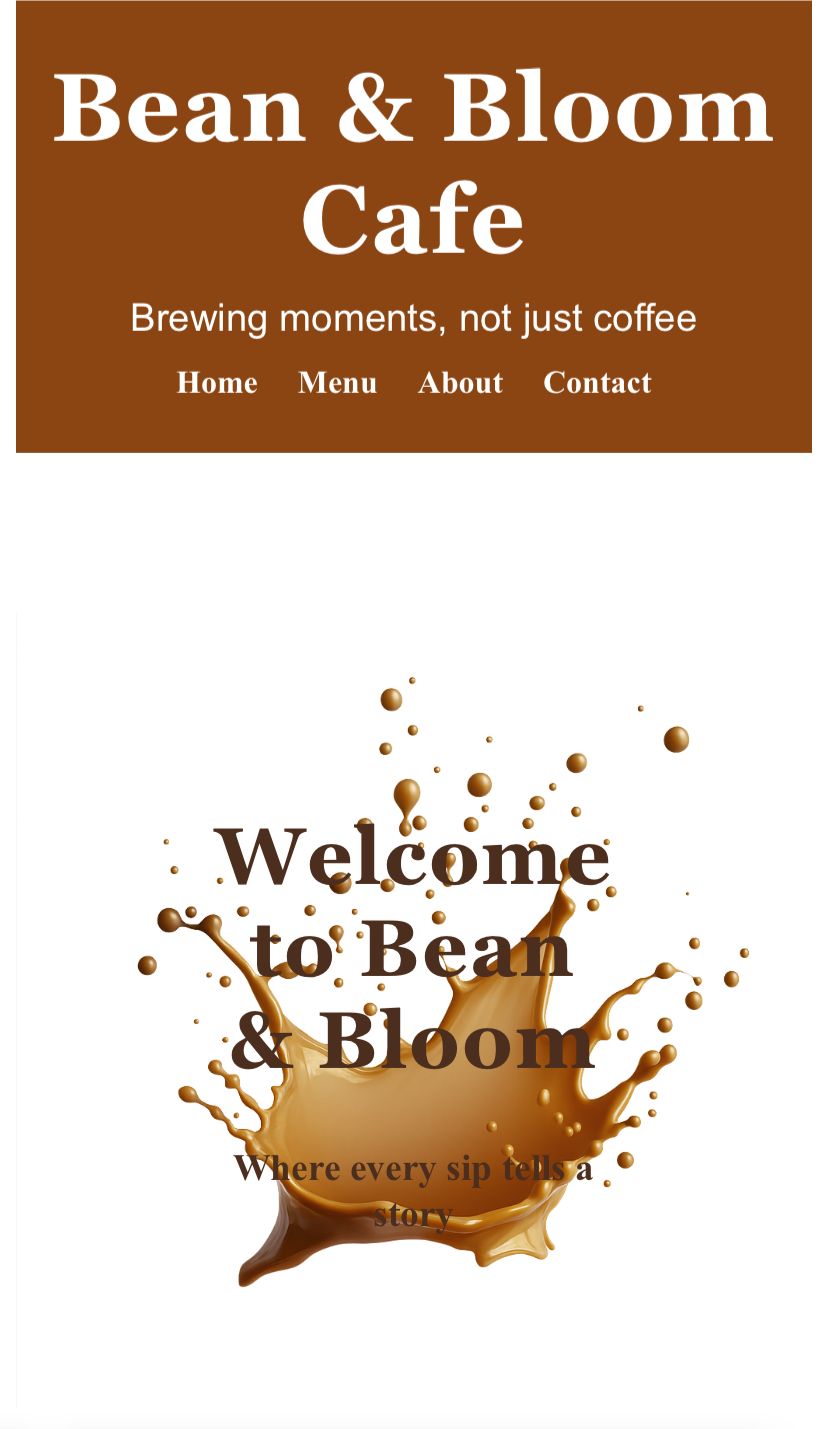 Bean & Bloom
Cafe
Brewing moments, not just coffee
Home Menu About Contact
Welcome
to Bean
& Bloom
Where every sip tells a
story